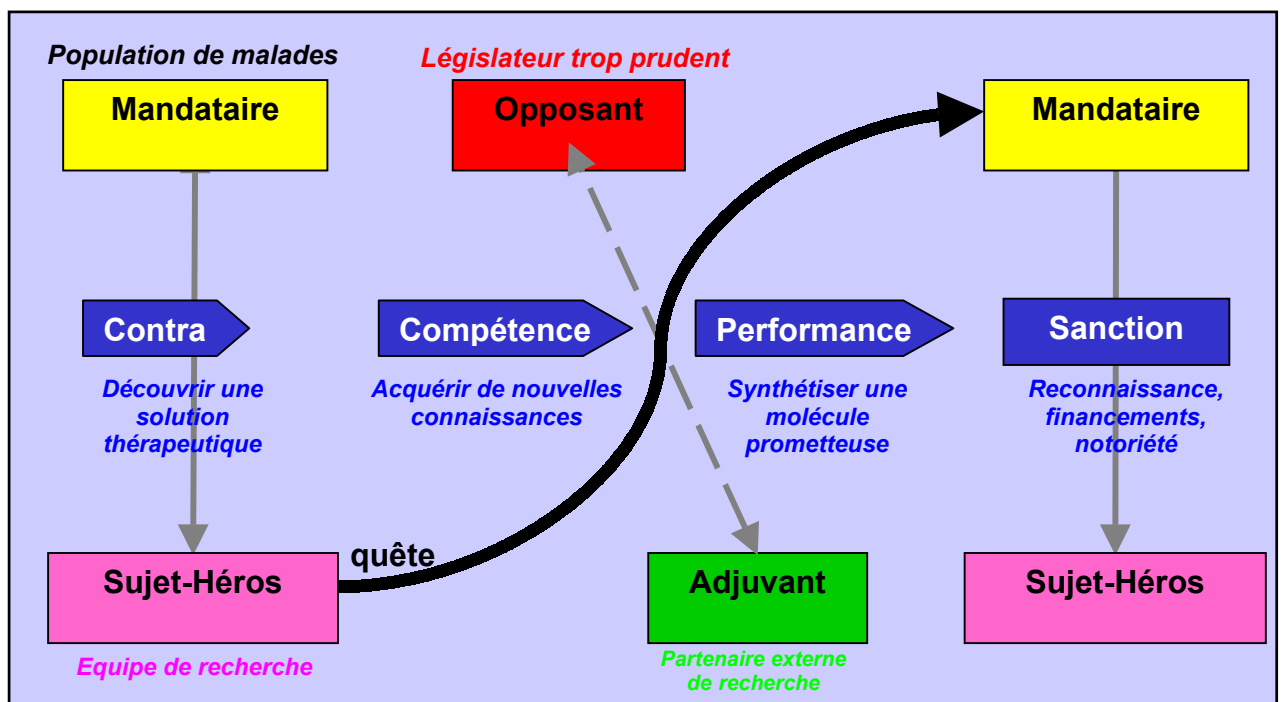 Population de malades
Législateur trop prudent
Mandataire
Opposant
Mandataire
Contra
Compétence
Performance
Sanction
Découvrir une
solution
thérapeutique
Acquérir de nouvelles
connaissances
Synthétiser une
molécule
prometteuse
Reconnaissance,
financements,
notoriété
quête
Sujet-Héros
Adjuvant
Sujet-Héros
Equipe de recherche
Partenaire externe
de recherche